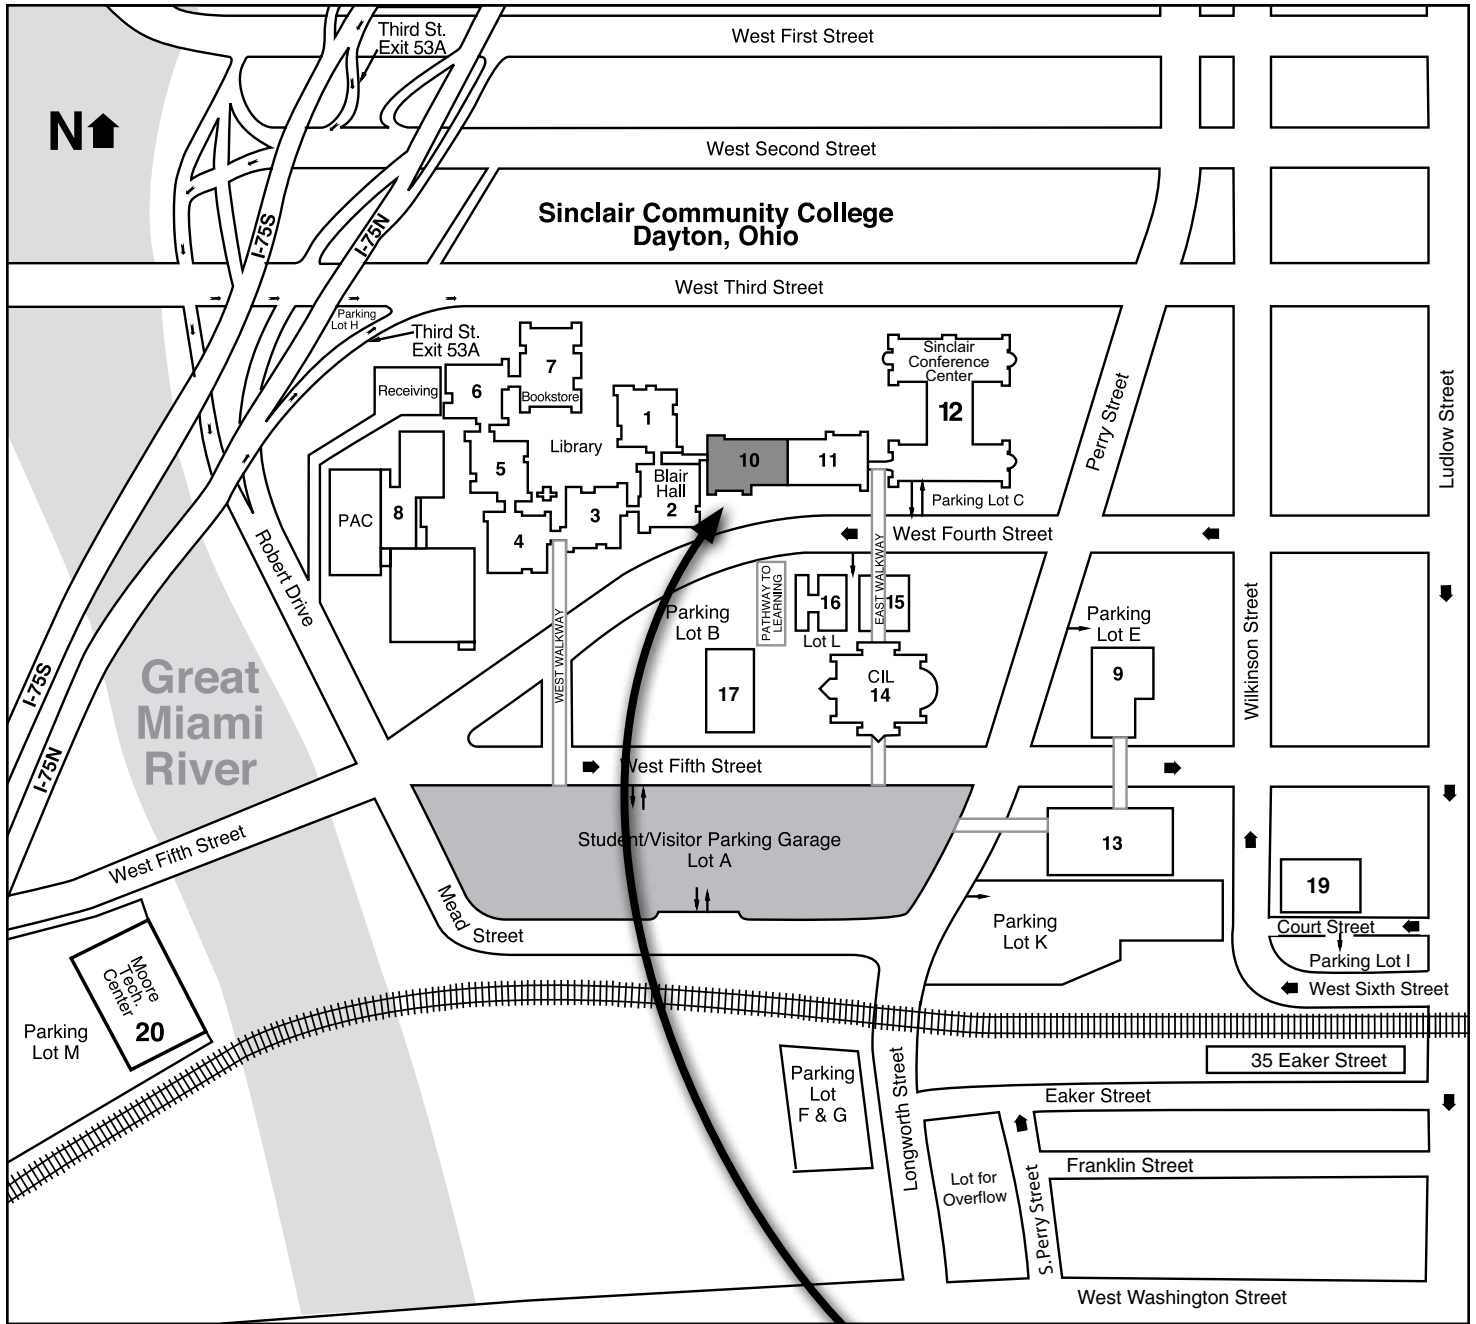 Third St.
Exit 53A
West First Street
N
West Second Street
Sinclair Community College
Dayton, Ohio
I-75S
I-75N
West Third Street
Parking
Lot H
Third St.
Exit 53A
Receiving
6
7
Bookstore
1
Sinclair
Conference
Center
12
Perry Street
Ludlow Street
Library
5
10
11
Blair
Hall
2
PAC
8
4
3
Parking Lot C
West Fourth Street
Robert Drive
WEST WALKWAY
Parking
Lot B
PATHWAY TO
LEARNING
16
EAST WALKWAY
15
Lot L
Parking
Lot E
9
Wilkinson Street
17
CIL
14
I-75S
I-75N
Great
Miami
River
West Fifth Street
Student/Visitor Parking Garage
Lot A
13
West Fifth Street
19
Mead Street
Parking
Lot K
Court Street
Parking Lot I
West Sixth Street
Moore
Tech.
Center
20
Parking
Lot M
35 Eaker Street
Parking
Lot
F & G
Longworth Street
Eaker Street
Franklin Street
Lot for
Overflow
S. Perry Street
West Washington Street